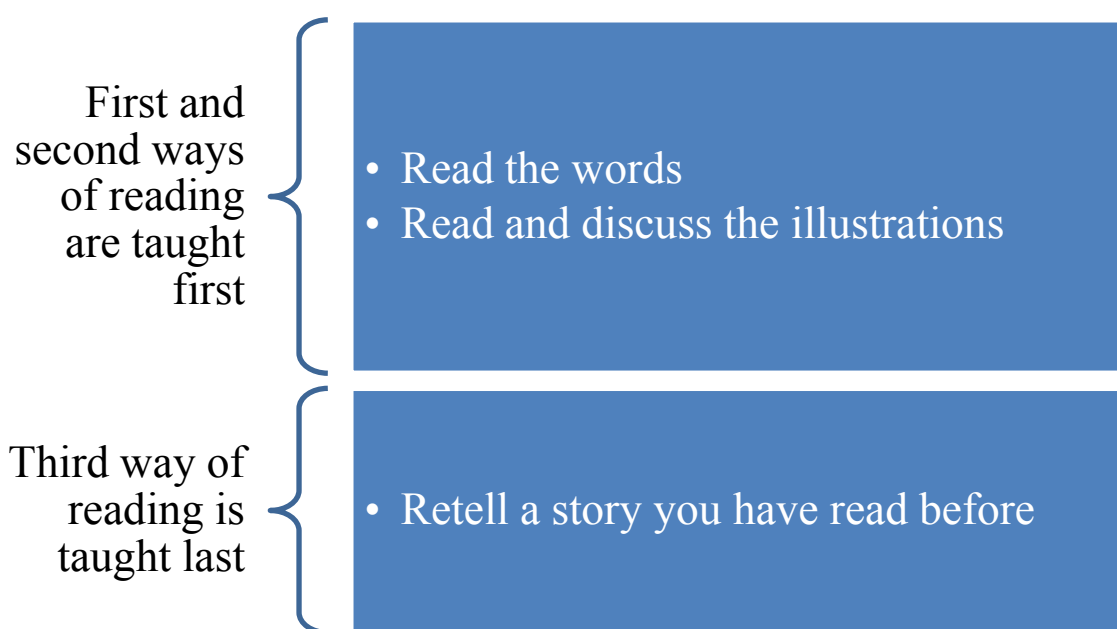 First and
second ways
of reading
are taught
first
• Read the words
• Read and discuss the illustrations
Third way of
reading is
taught last
• Retell a story you have read before